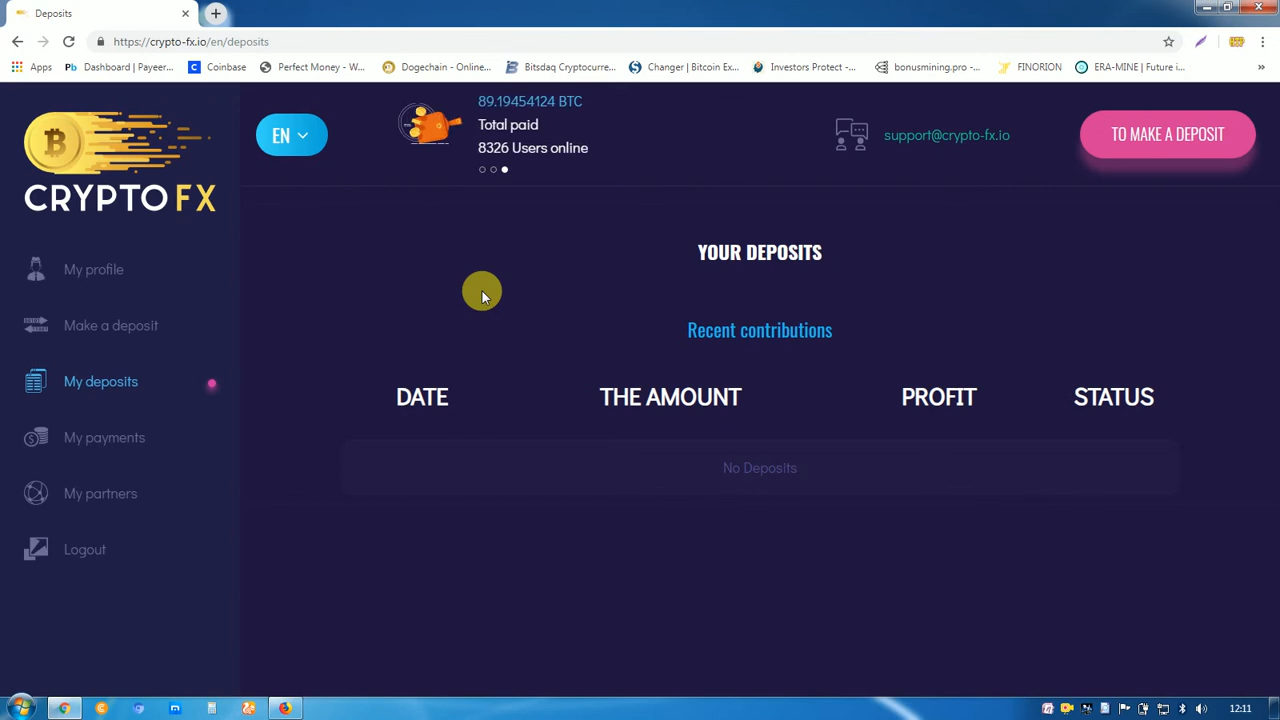 Deposits
https://crypto-fx.io/en/deposits
Apps
Pb Dashboard | Payeer...
Coinbase
Perfect Money - W...
Dogechain - Online...
Bitsdaq Cryptocurre...
Changer | Bitcoin Ex...
Investors Protect -...
bonusmining.pro -...
FINORION
ERA-MINE | Future i...
»
CRYPTO FX
EN
89.19454124 BTC
Total paid
8326 Users online
support@crypto-fx.io
TO MAKE A DEPOSIT
My profile
Make a deposit
My deposits
My payments
My partners
Logout
YOUR DEPOSITS
Recent contributions
DATE THE AMOUNT PROFIT STATUS
No Deposits
12:11